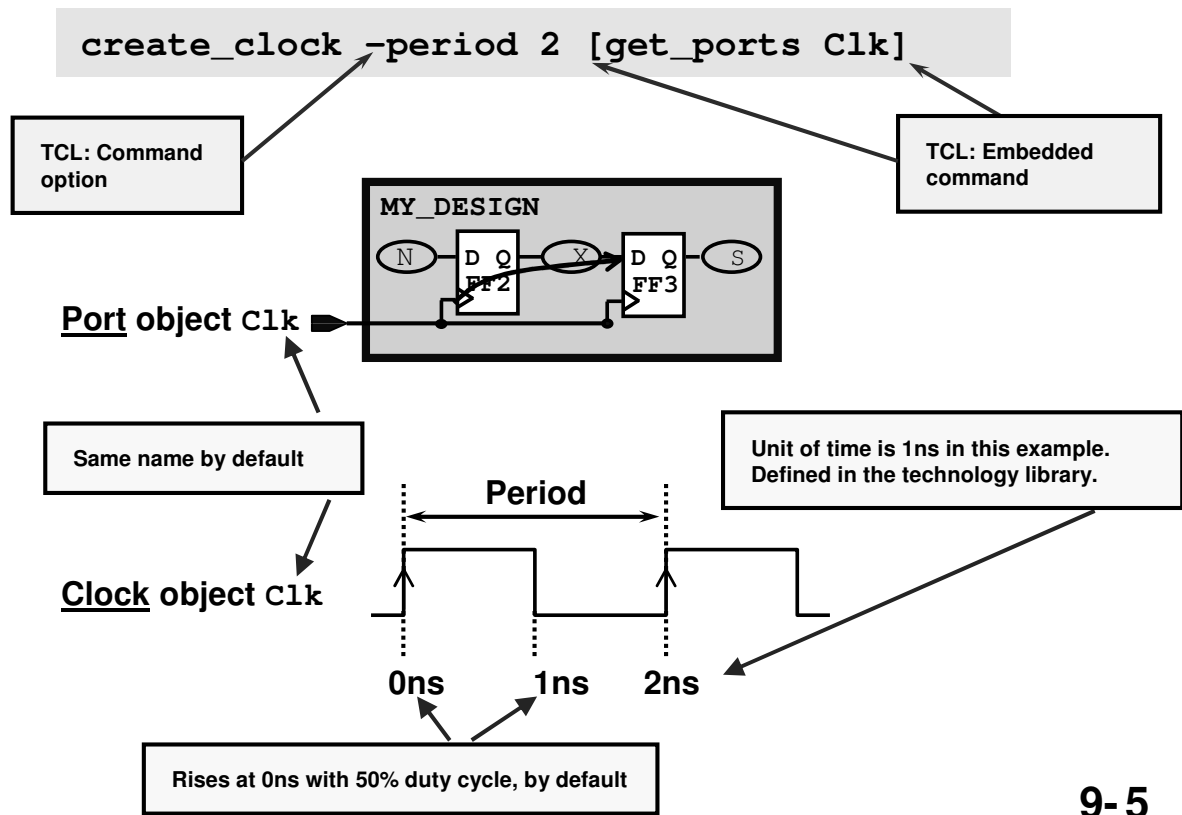 create_clock –period 2 [get_ports Clk]
TCL: Command
option
TCL: Embedded
command
MY_DESIGN
N
D Q
FF2
X
D Q
FF3
S
Port object Clk
Same name by default
Unit of time is 1ns in this example.
Defined in the technology library.
Period
Clock object Clk
0ns
1ns
2ns
Rises at 0ns with 50% duty cycle, by default
9- 5